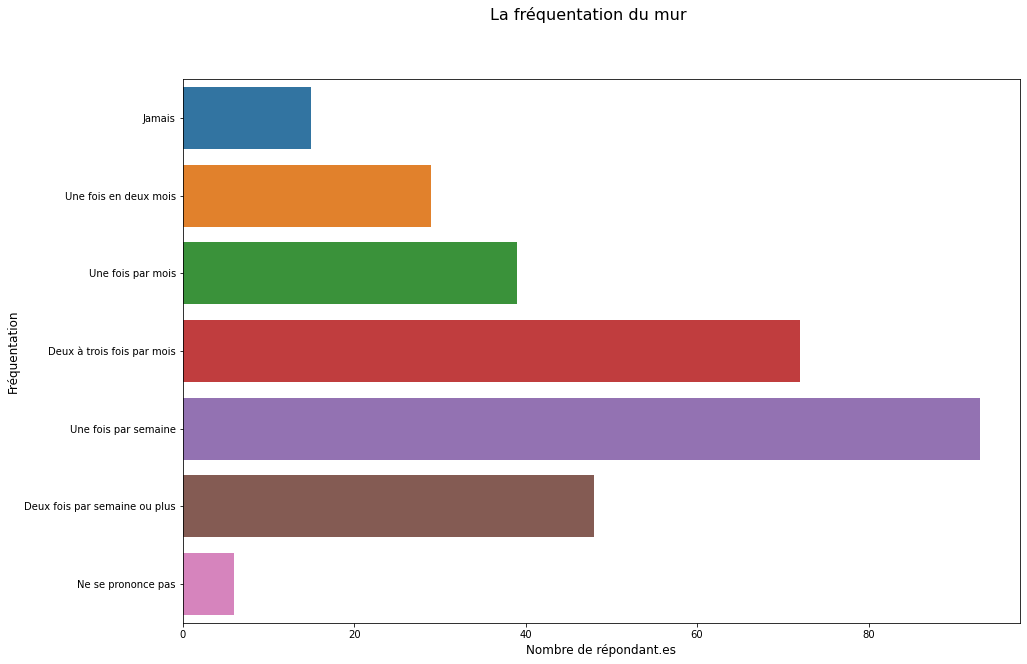 La fréquentation du mur
Fréquentation
Jamais
Une fois en deux mois
Une fois par mois
Deux à trois fois par mois
Une fois par semaine
Deux fois par semaine ou plus
Ne se prononce pas
0 20 40 60 80
Nombre de répondant.es